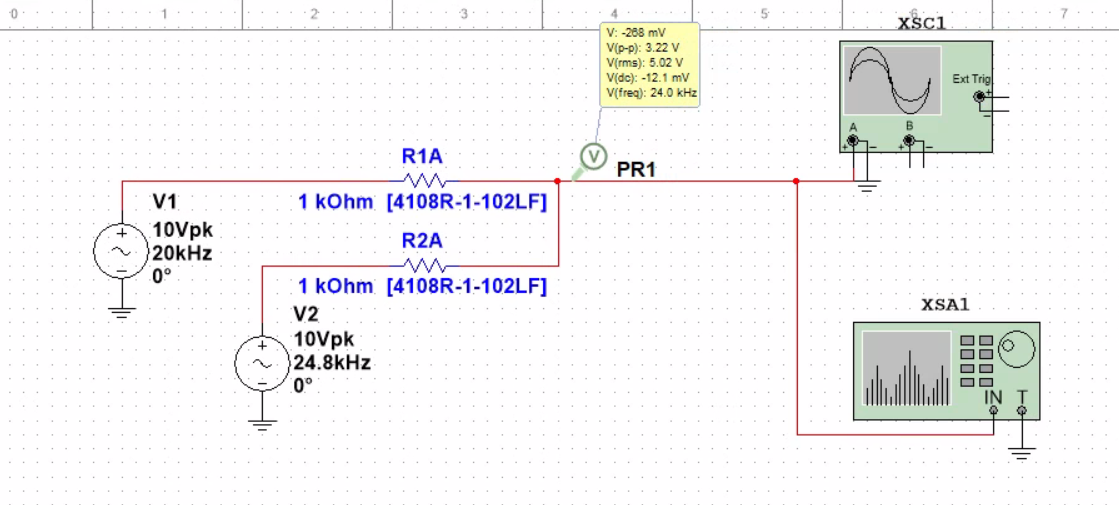 0 1 2 3 4 5 6 7
V: -268 mV
V(p-p): 3.22 V
V(rms): 5.02 V
V(dc): -12.1 mV
V(freq): 24.0 kHz
XSC1
Ext Trig
+
−
A B
+ − + −
V
PR1
R1A
1 kOhm [4108R-1-102LF]
V1
10Vpk
20kHz
0°
+
−
R2A
1 kOhm [4108R-1-102LF]
V2
10Vpk
24.8kHz
0°
+
−
XSA1
IN T